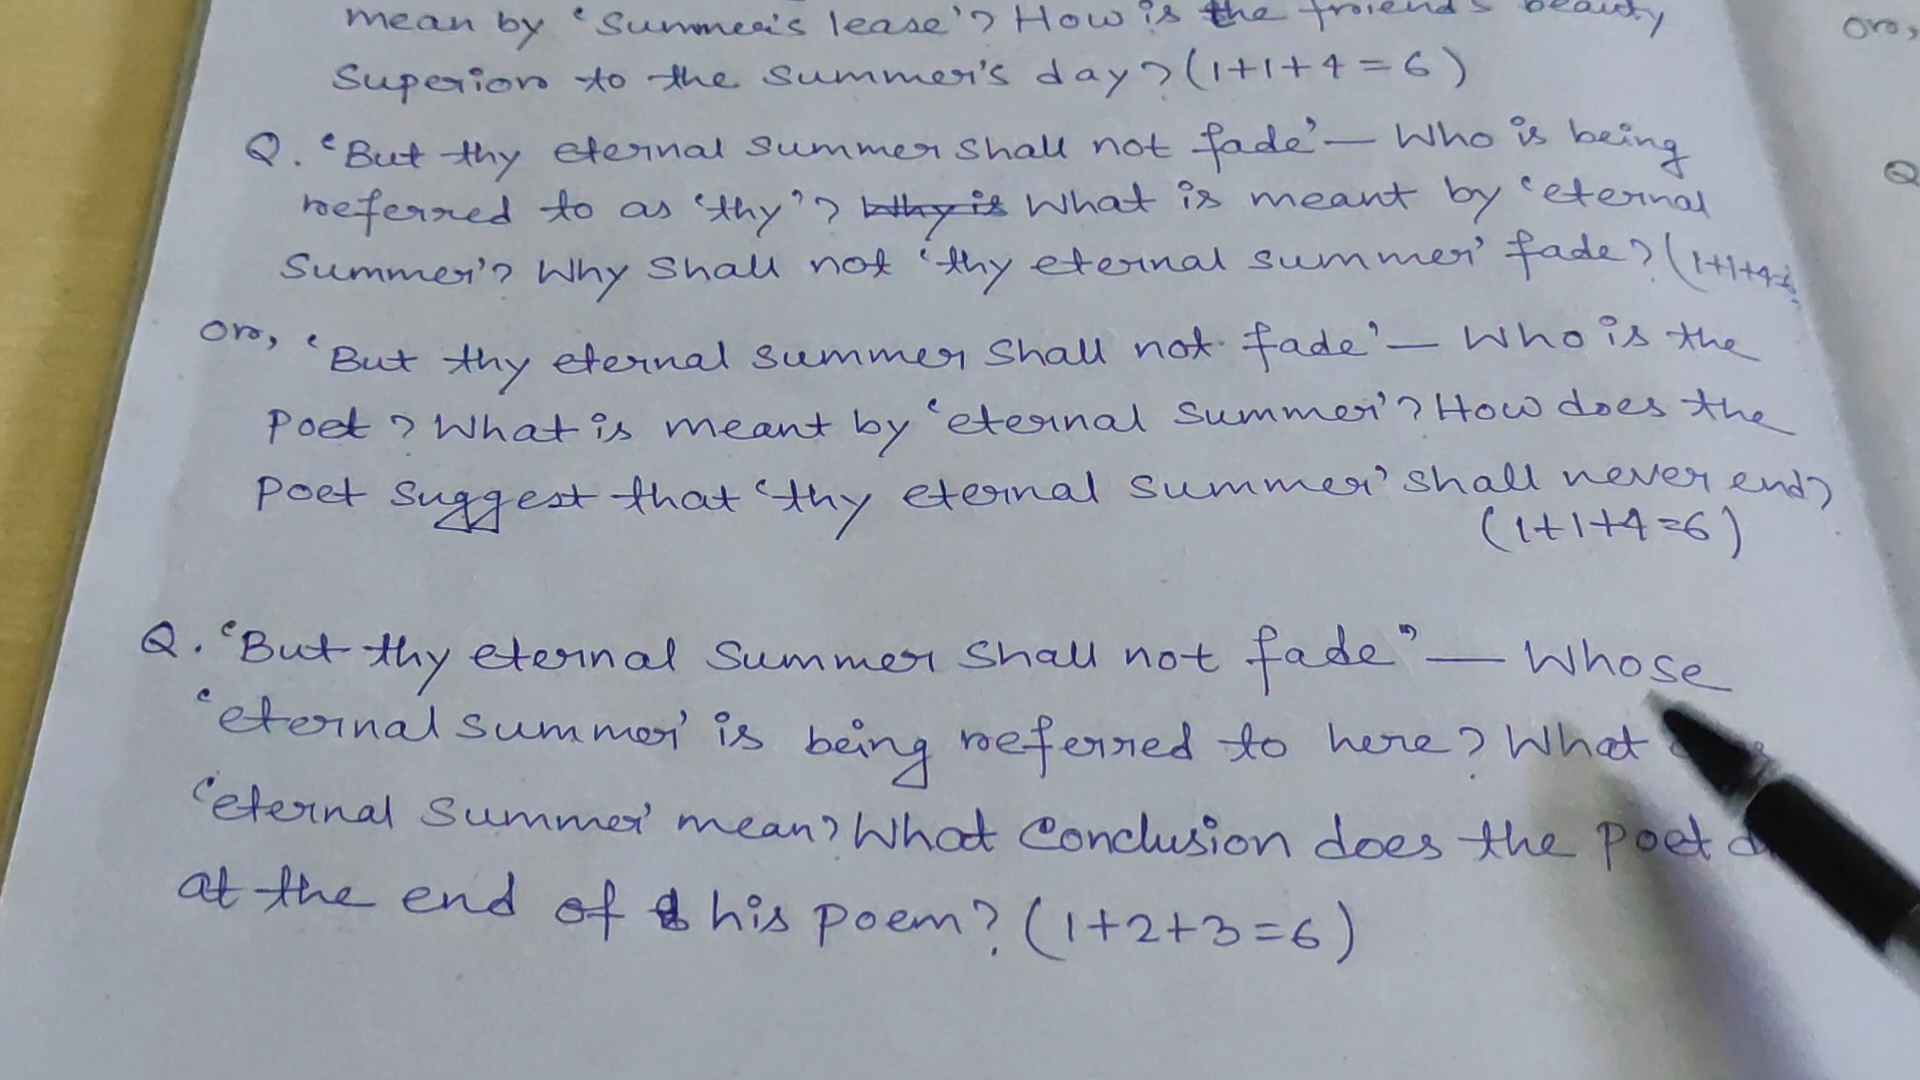 mean by 'Summer's lease'? How is the friend's beauty
Superior to the summer's day? (1+1+4=6)
Q. 'But thy eternal summer shall not fade' — Who is being
referred to as 'thy'? Why is What is meant by 'eternal
Summer'? Why shall not 'thy eternal summer' fade? (1+1+4=6
or, 'But thy eternal summer shall not fade' — Who is the
Poet? What is meant by 'eternal summer'? How does the
Poet suggest that 'thy eternal summer' shall never end?
(1+1+4=6)
Q. 'But thy eternal Summer shall not fade" — Whose
'eternal summer' is being referred to here? What
'eternal summer' mean? What Conclusion does the poet
at the end of his poem? (1+2+3=6)
or,
Q